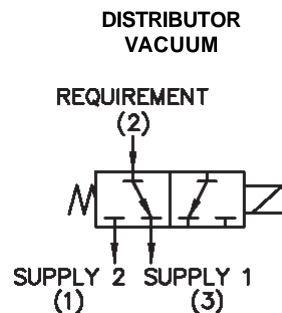 DISTRIBUTOR
VACUUM
REQUIREMENT
(2)
SUPPLY 2 SUPPLY 1
(1) (3)